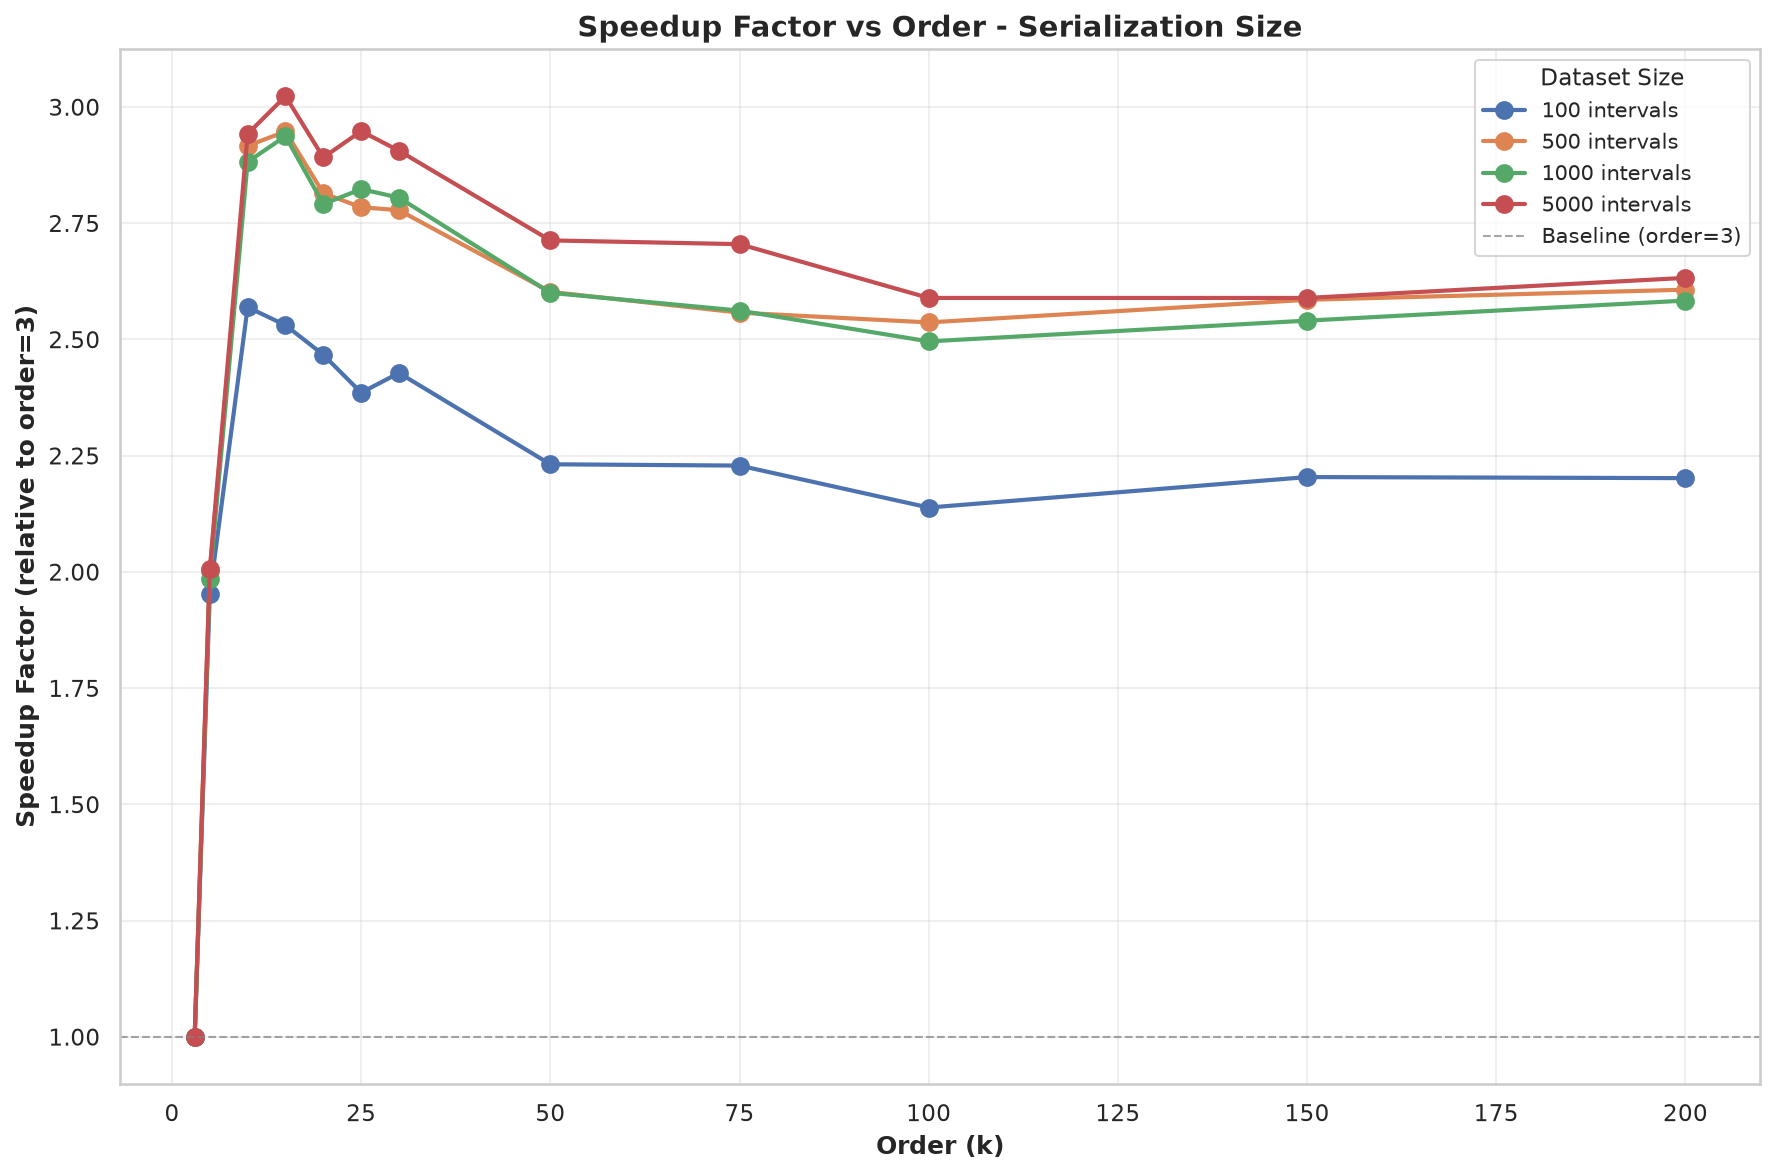 Speedup Factor vs Order - Serialization Size
Speedup Factor (relative to order=3)
3.00
2.75
2.50
2.25
2.00
1.75
1.50
1.25
1.00
Dataset Size
100 intervals
500 intervals
1000 intervals
5000 intervals
Baseline (order=3)
0 25 50 75 100 125 150 175 200
Order (k)